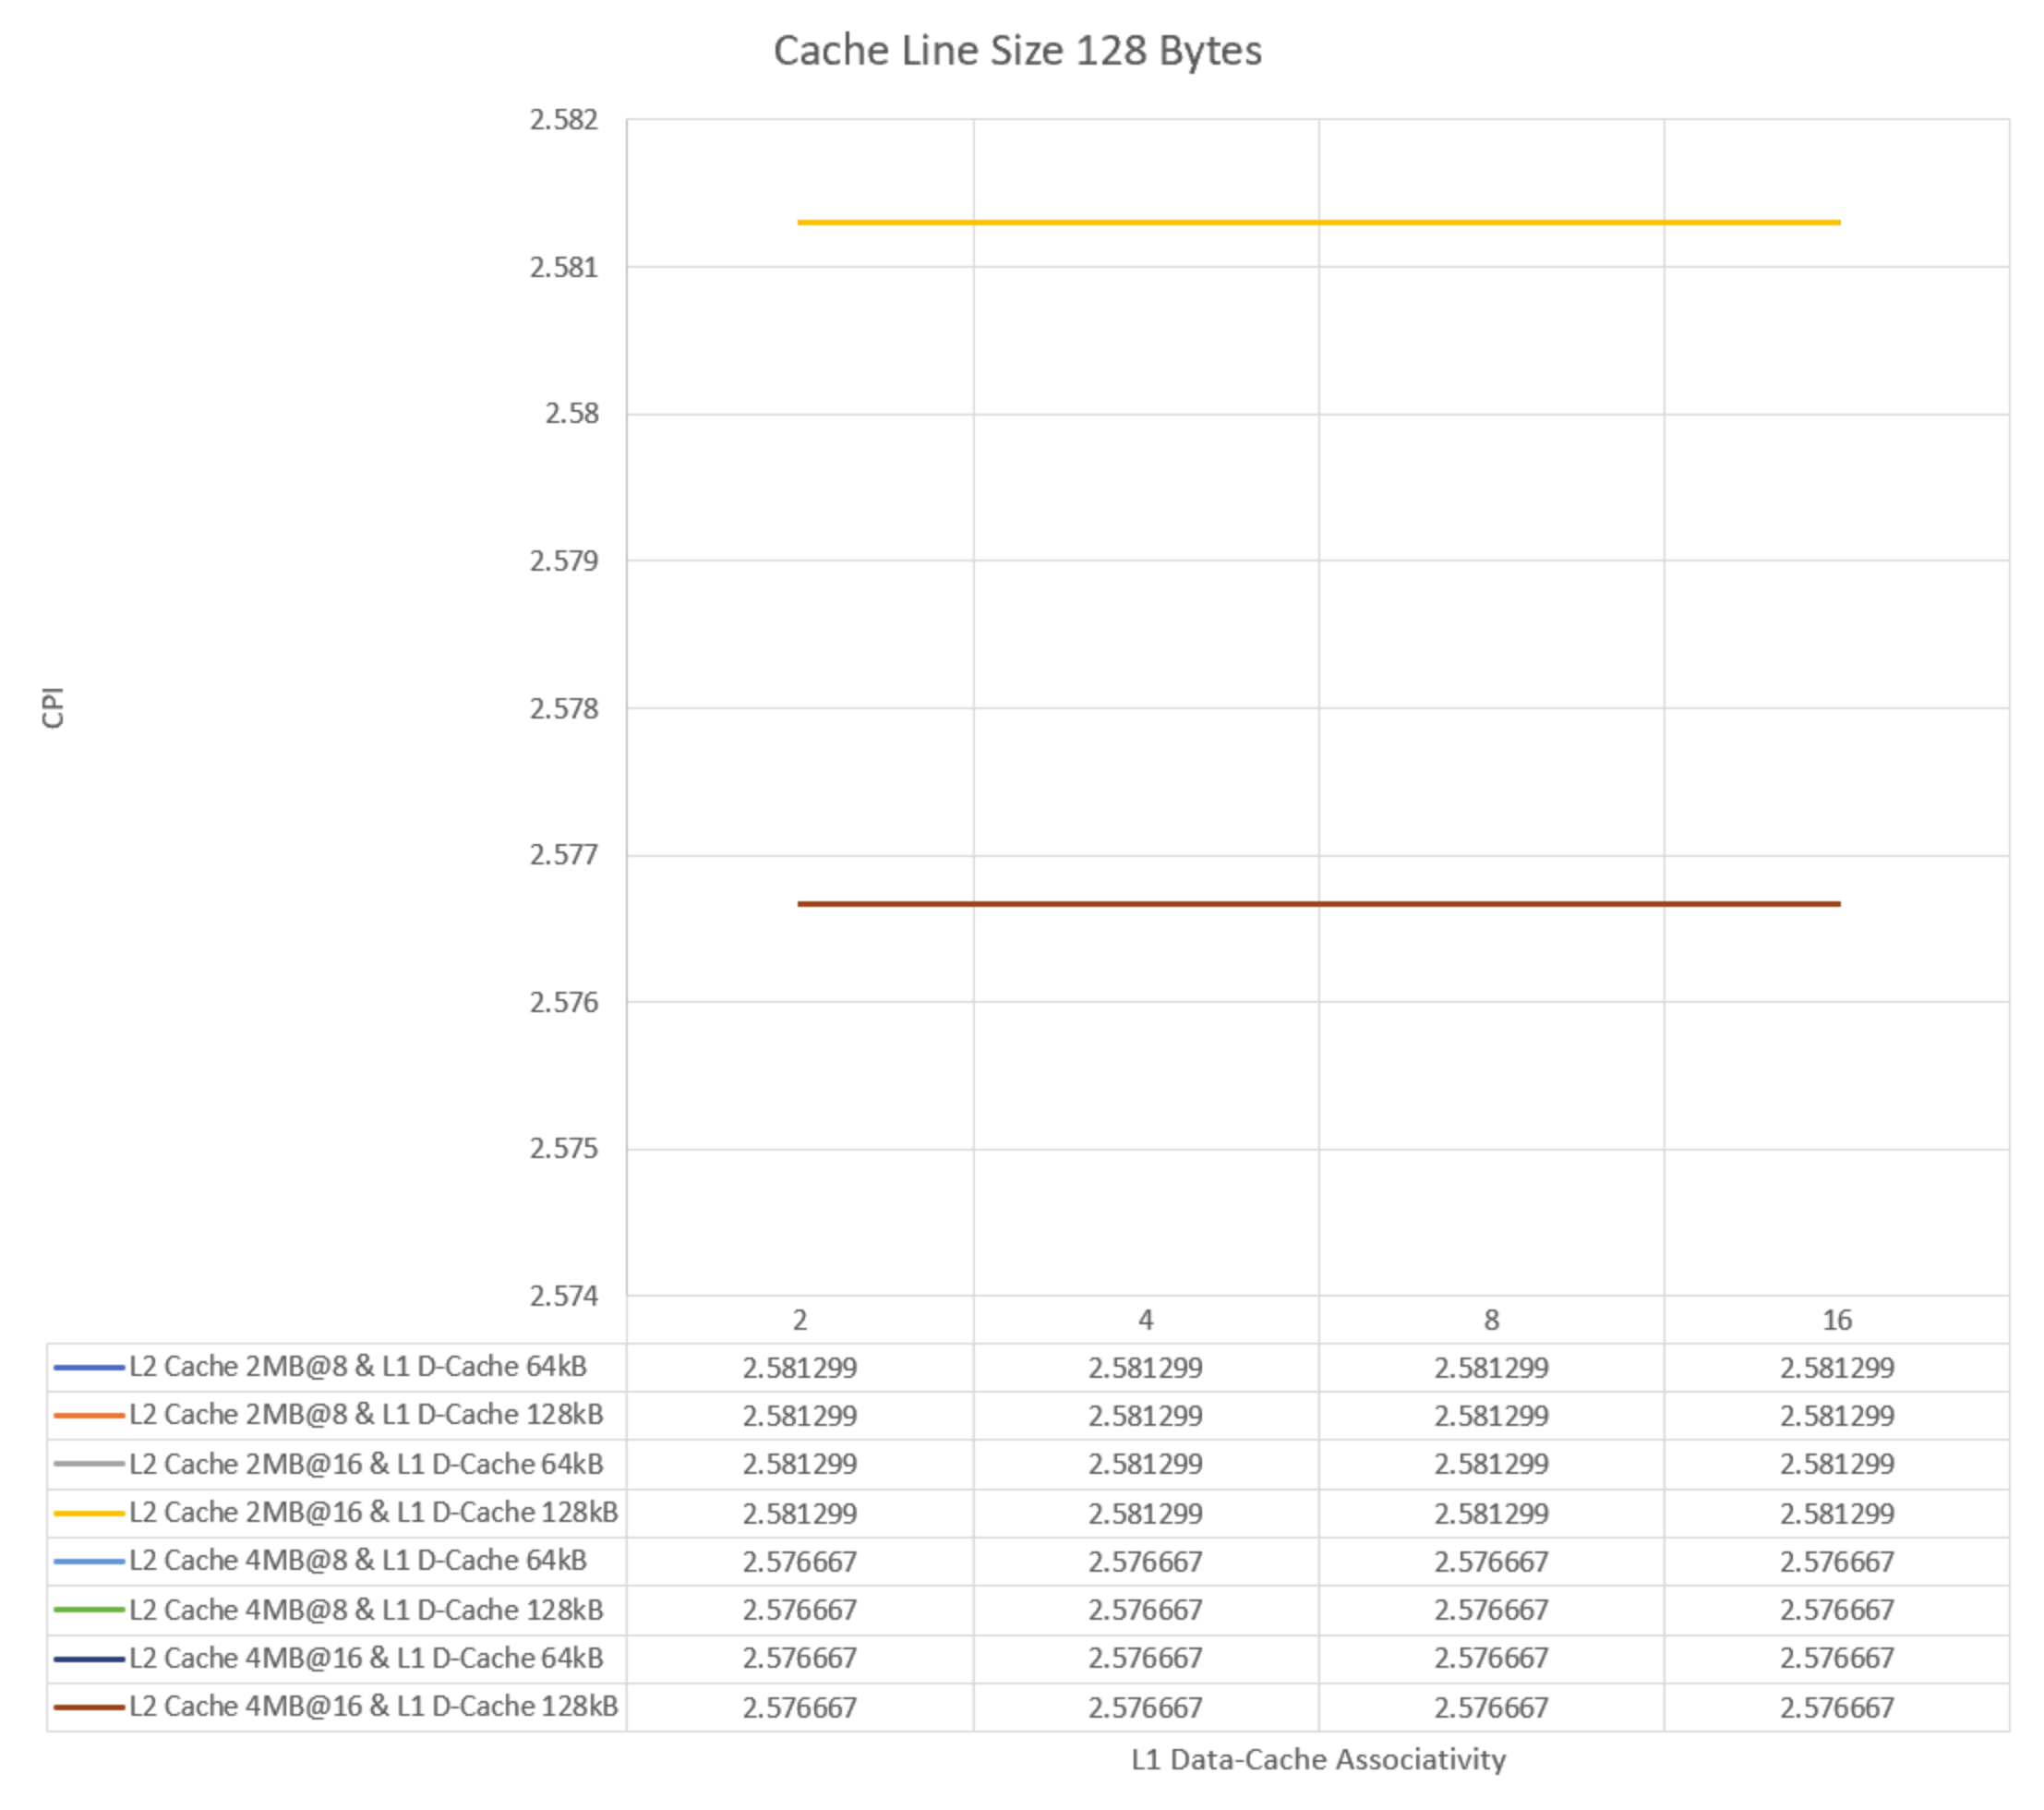 Cache Line Size 128 Bytes
2.582
2.581
2.58
2.579
2.578
2.577
2.576
2.575
2.574
CPI
2 4 8 16
L2 Cache 2MB@8 & L1 D-Cache 64kB 2.581299 2.581299 2.581299 2.581299
L2 Cache 2MB@8 & L1 D-Cache 128kB 2.581299 2.581299 2.581299 2.581299
L2 Cache 2MB@16 & L1 D-Cache 64kB 2.581299 2.581299 2.581299 2.581299
L2 Cache 2MB@16 & L1 D-Cache 128kB 2.581299 2.581299 2.581299 2.581299
L2 Cache 4MB@8 & L1 D-Cache 64kB 2.576667 2.576667 2.576667 2.576667
L2 Cache 4MB@8 & L1 D-Cache 128kB 2.576667 2.576667 2.576667 2.576667
L2 Cache 4MB@16 & L1 D-Cache 64kB 2.576667 2.576667 2.576667 2.576667
L2 Cache 4MB@16 & L1 D-Cache 128kB 2.576667 2.576667 2.576667 2.576667
L1 Data-Cache Associativity